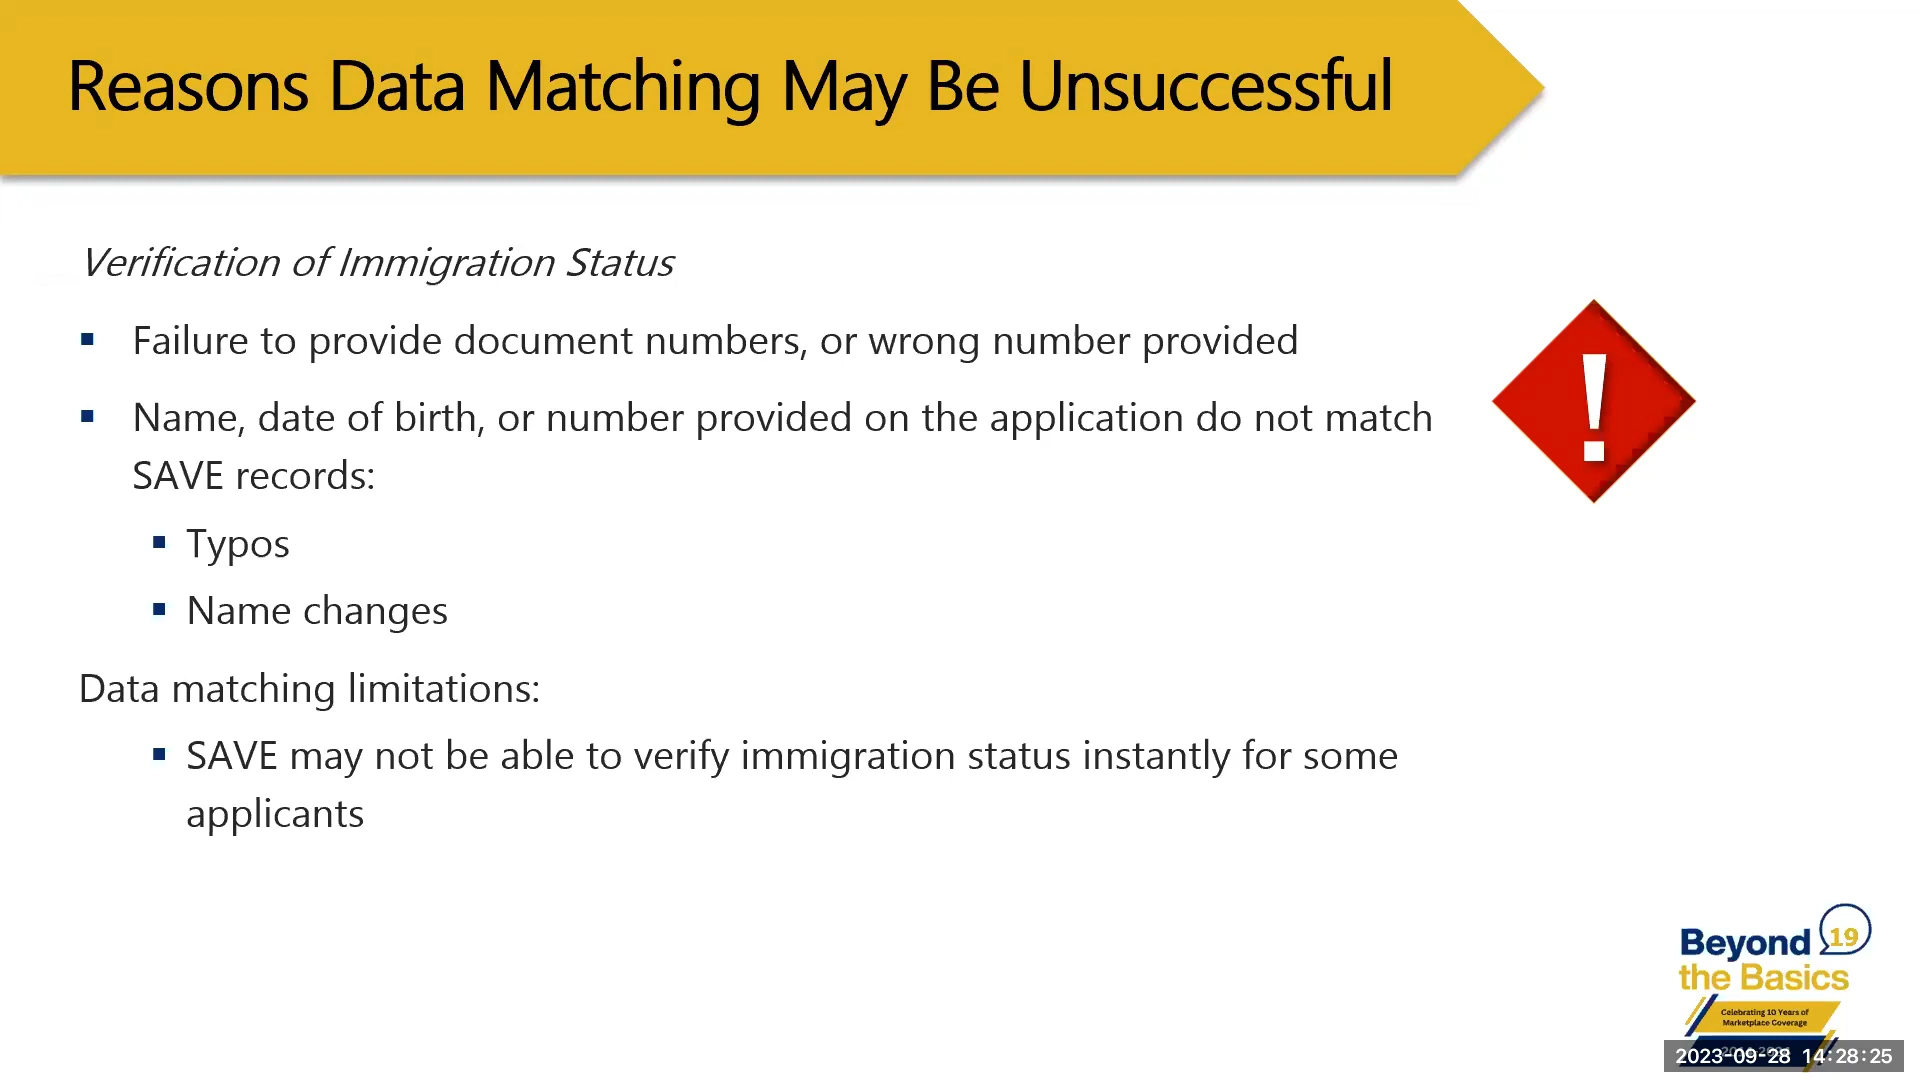 Reasons Data Matching May Be Unsuccessful
Verification of Immigration Status
Failure to provide document numbers, or wrong number provided
Name, date of birth, or number provided on the application do not match
SAVE records:
Typos
Name changes
Data matching limitations:
SAVE may not be able to verify immigration status instantly for some
applicants
!
Beyond 19
the Basics
Celebrating 10 Years of
Marketplace Coverage
2023-09-28 14:28:25